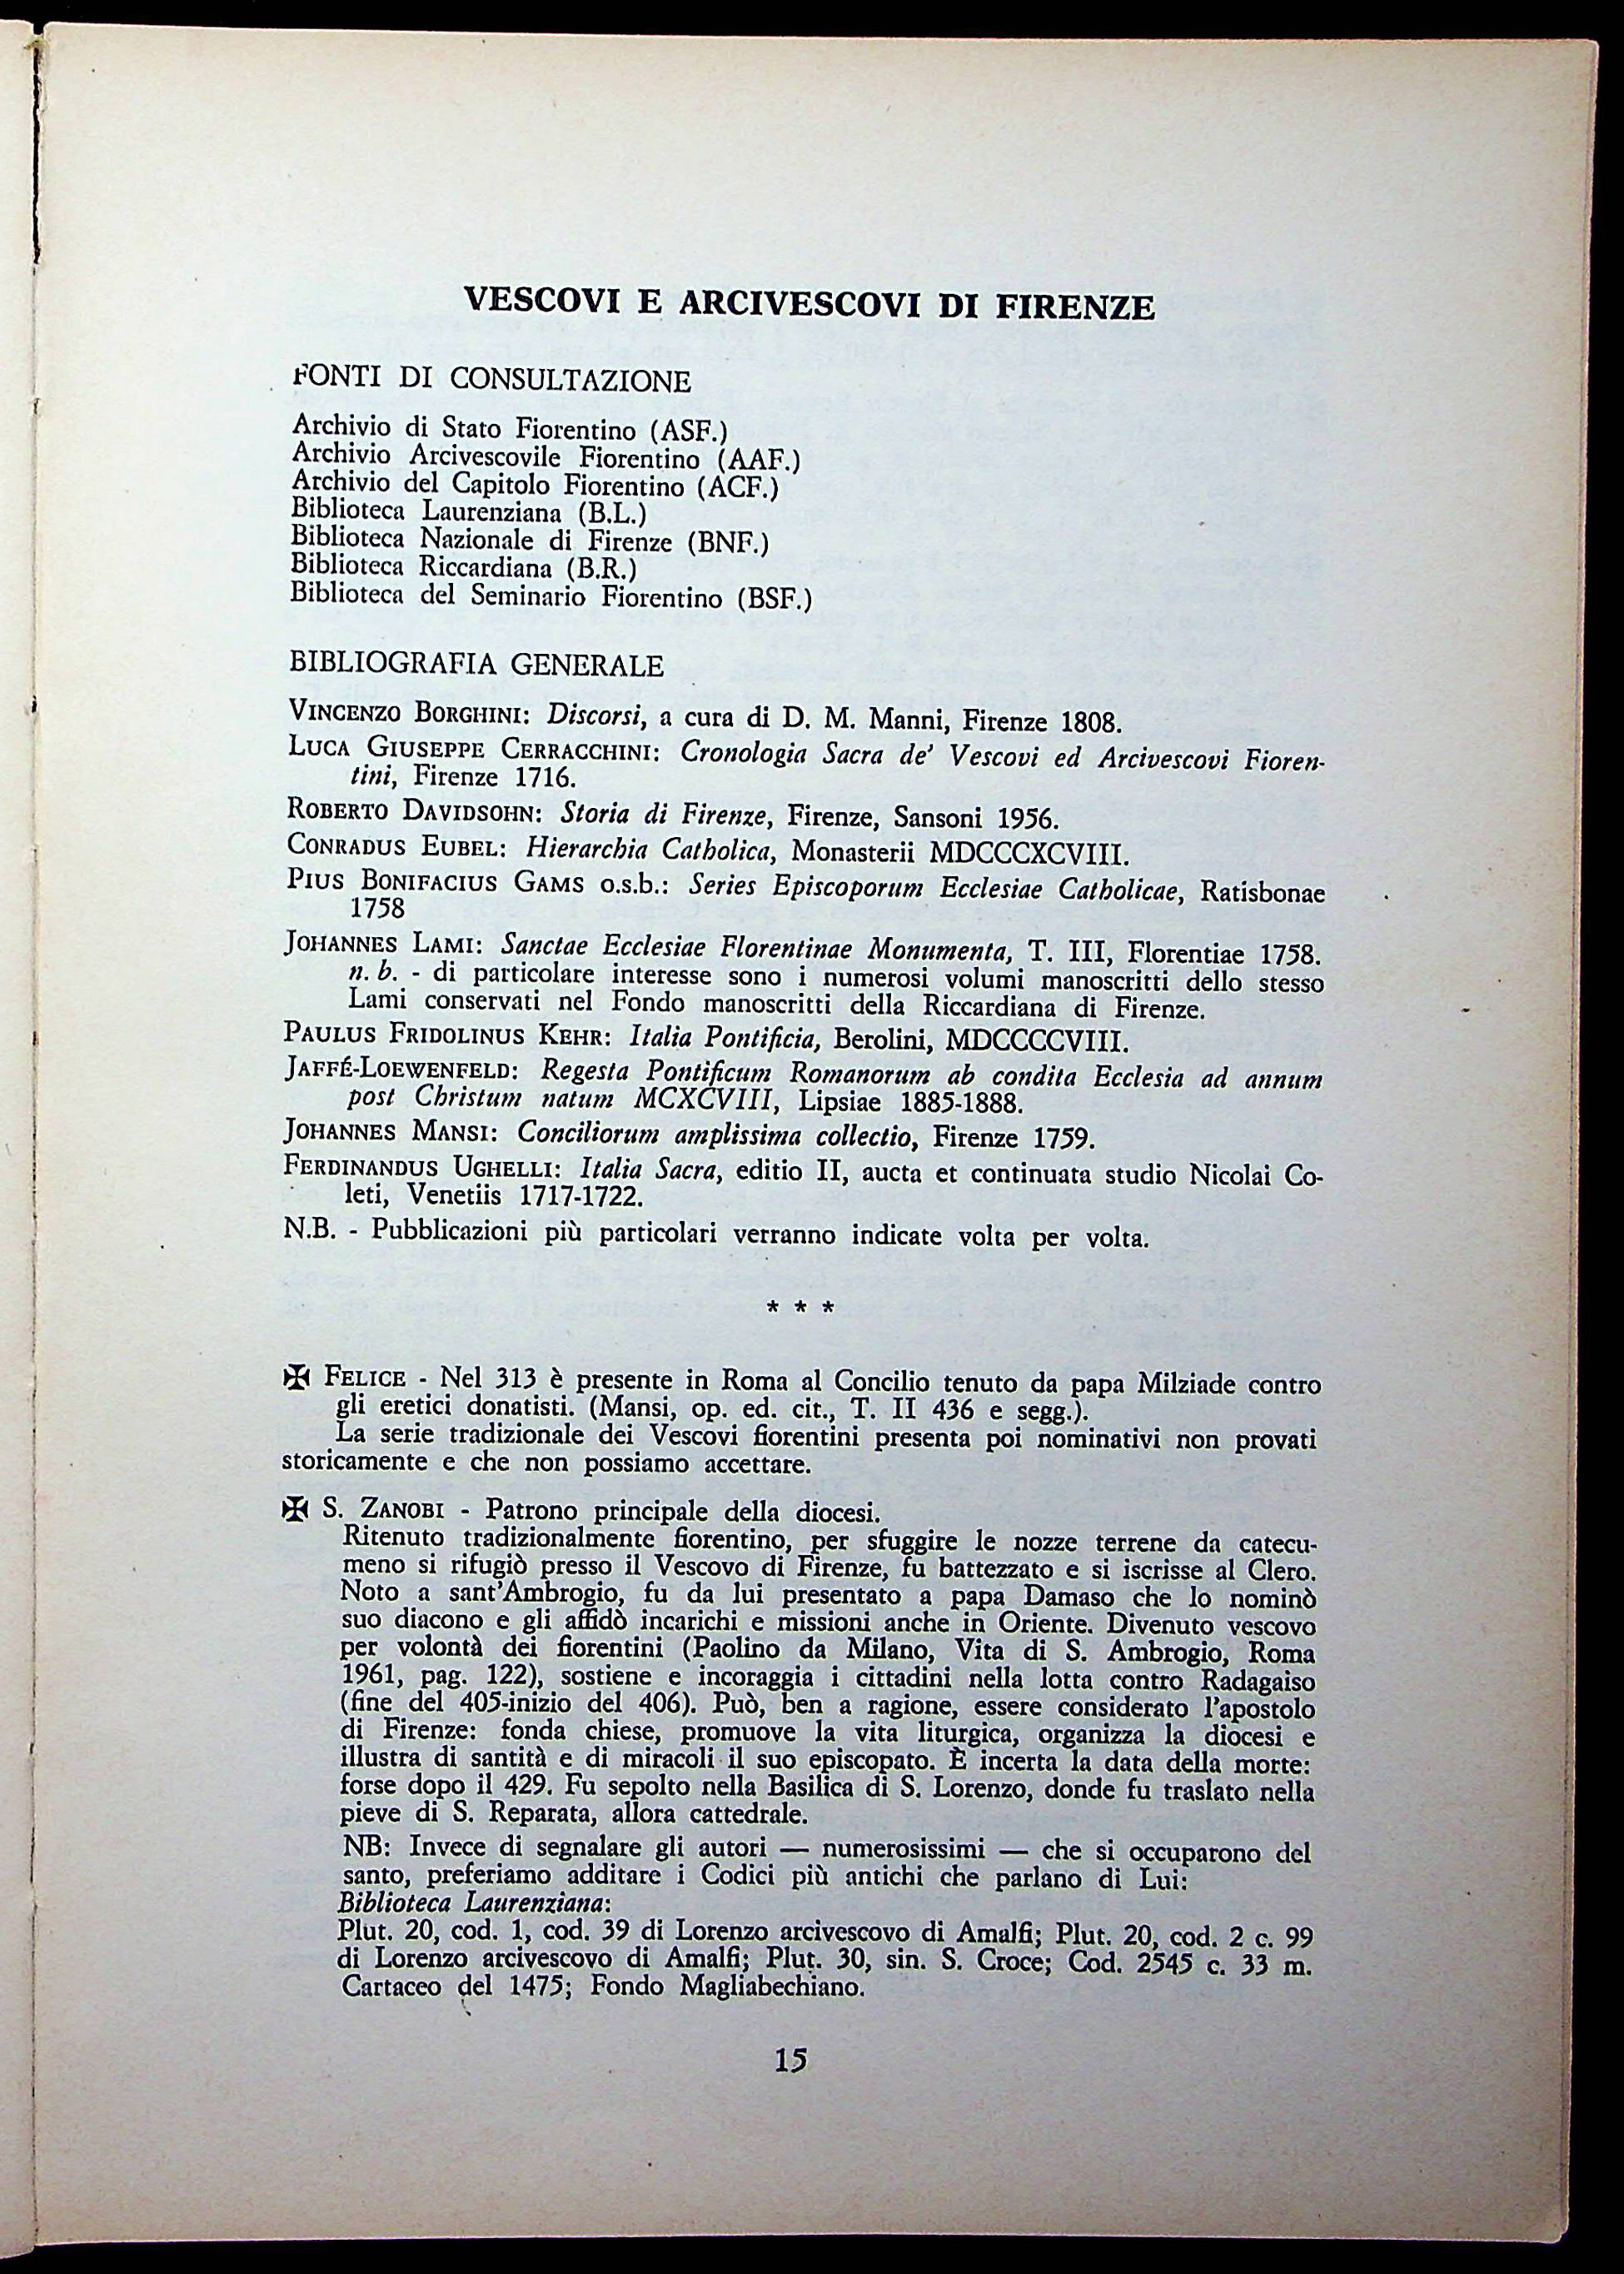 VESCOVI E ARCIVESCOVI DI FIRENZE
FONTI DI CONSULTAZIONE
Archivio di Stato Fiorentino (ASF.)
Archivio Arcivescovile Fiorentino (AAF.)
Archivio del Capitolo Fiorentino (ACF.)
Biblioteca Laurenziana (B.L.)
Biblioteca Nazionale di Firenze (BNF.)
Biblioteca Riccardiana (B.R.)
Biblioteca del Seminario Fiorentino (BSF.)
BIBLIOGRAFIA GENERALE
VINCENZO BORGHINI: Discorsi, a cura di D. M. Manni, Firenze 1808.
LUCA GIUSEPPE CERRACCHINI: Cronologia Sacra de' Vescovi ed Arcivescovi Fioren-
tini, Firenze 1716.
ROBERTO DAVIDSOHN: Storia di Firenze, Firenze, Sansoni 1956.
CONRADUS EUBEL: Hierarchia Catholica, Monasterii MDCCCXCVIII.
PIUS BONIFACIUS GAMS o.s.b.: Series Episcoporum Ecclesiae Catholicae, Ratisbonae
1758
JOHANNES LAMI: Sanctae Ecclesiae Florentinae Monumenta, T. III, Florentiae 1758.
n. b. - di particolare interesse sono i numerosi volumi manoscritti dello stesso
Lami conservati nel Fondo manoscritti della Riccardiana di Firenze.
PAULUS FRIDOLINUS KEHR: Italia Pontificia, Berolini, MDCCCCVIII.
JAFFÉ-LOEWENFELD: Regesta Pontificum Romanorum ab condita Ecclesia ad annum
post Christum natum MCXCVIII, Lipsiae 1885-1888.
JOHANNES MANSI: Conciliorum amplissima collectio, Firenze 1759.
FERDINANDUS UGHELLI: Italia Sacra, editio II, aucta et continuata studio Nicolai Co-
leti, Venetiis 1717-1722.
N.B. - Pubblicazioni più particolari verranno indicate volta per volta.
* * *
✠ FELICE - Nel 313 è presente in Roma al Concilio tenuto da papa Milziade contro
gli eretici donatisti. (Mansi, op. ed. cit., T. II 436 e segg.).
La serie tradizionale dei Vescovi fiorentini presenta poi nominativi non provati
storicamente e che non possiamo accettare.
✠ S. ZANOBI - Patrono principale della diocesi.
Ritenuto tradizionalmente fiorentino, per sfuggire le nozze terrene da catecu-
meno si rifugiò presso il Vescovo di Firenze, fu battezzato e si iscrisse al Clero.
Noto a sant'Ambrogio, fu da lui presentato a papa Damaso che lo nominò
suo diacono e gli affidò incarichi e missioni anche in Oriente. Divenuto vescovo
per volontà dei fiorentini (Paolino da Milano, Vita di S. Ambrogio, Roma
1961, pag. 122), sostiene e incoraggia i cittadini nella lotta contro Radagaiso
(fine del 405-inizio del 406). Può, ben a ragione, essere considerato l'apostolo
di Firenze: fonda chiese, promuove la vita liturgica, organizza la diocesi e
illustra di santità e di miracoli il suo episcopato. È incerta la data della morte:
forse dopo il 429. Fu sepolto nella Basilica di S. Lorenzo, donde fu traslato nella
pieve di S. Reparata, allora cattedrale.
NB: Invece di segnalare gli autori — numerosissimi — che si occuparono del
santo, preferiamo additare i Codici più antichi che parlano di Lui:
Biblioteca Laurenziana:
Plut. 20, cod. 1, cod. 39 di Lorenzo arcivescovo di Amalfi; Plut. 20, cod. 2 c. 99
di Lorenzo arcivescovo di Amalfi; Plut. 30, sin. S. Croce; Cod. 2545 c. 33 m.
Cartaceo del 1475; Fondo Magliabechiano.
15